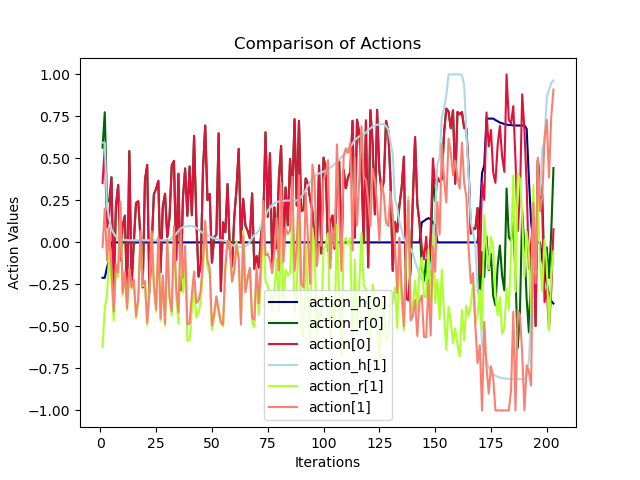 Comparison of Actions
1.00
0.75
0.50
0.25
0.00
−0.25
−0.50
−0.75
−1.00
Action Values
action_h[0]
action_r[0]
action[0]
action_h[1]
action_r[1]
action[1]
0
25
50
75
100
125
150
175
200
Iterations